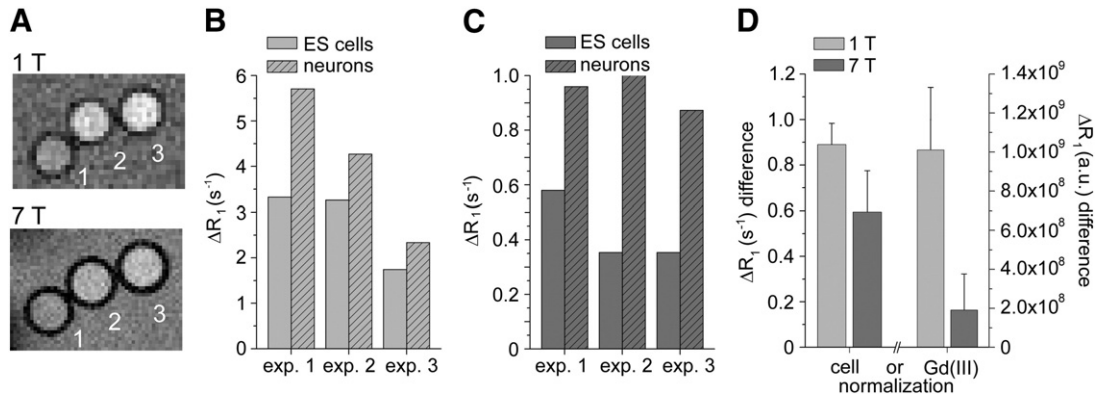 A
1 T
1
2
3
7 T
1
2
3
B
ES cells
neurons
ΔR₁ (s⁻¹)
6
5
4
3
2
1
0
exp. 1 exp. 2 exp. 3
C
ES cells
neurons
ΔR₁ (s⁻¹)
1.0
0.8
0.6
0.4
0.2
0
exp. 1 exp. 2 exp. 3
D
1 T
7 T
ΔR₁ (s⁻¹) difference
1.2
1.0
0.8
0.6
0.4
0.2
0
1.4x10⁹
1.2x10⁹
1.0x10⁹
8.0x10⁸
6.0x10⁸
4.0x10⁸
2.0x10⁸
0
ΔR₁ (a.u.) difference
cell or Gd(III)
normalization